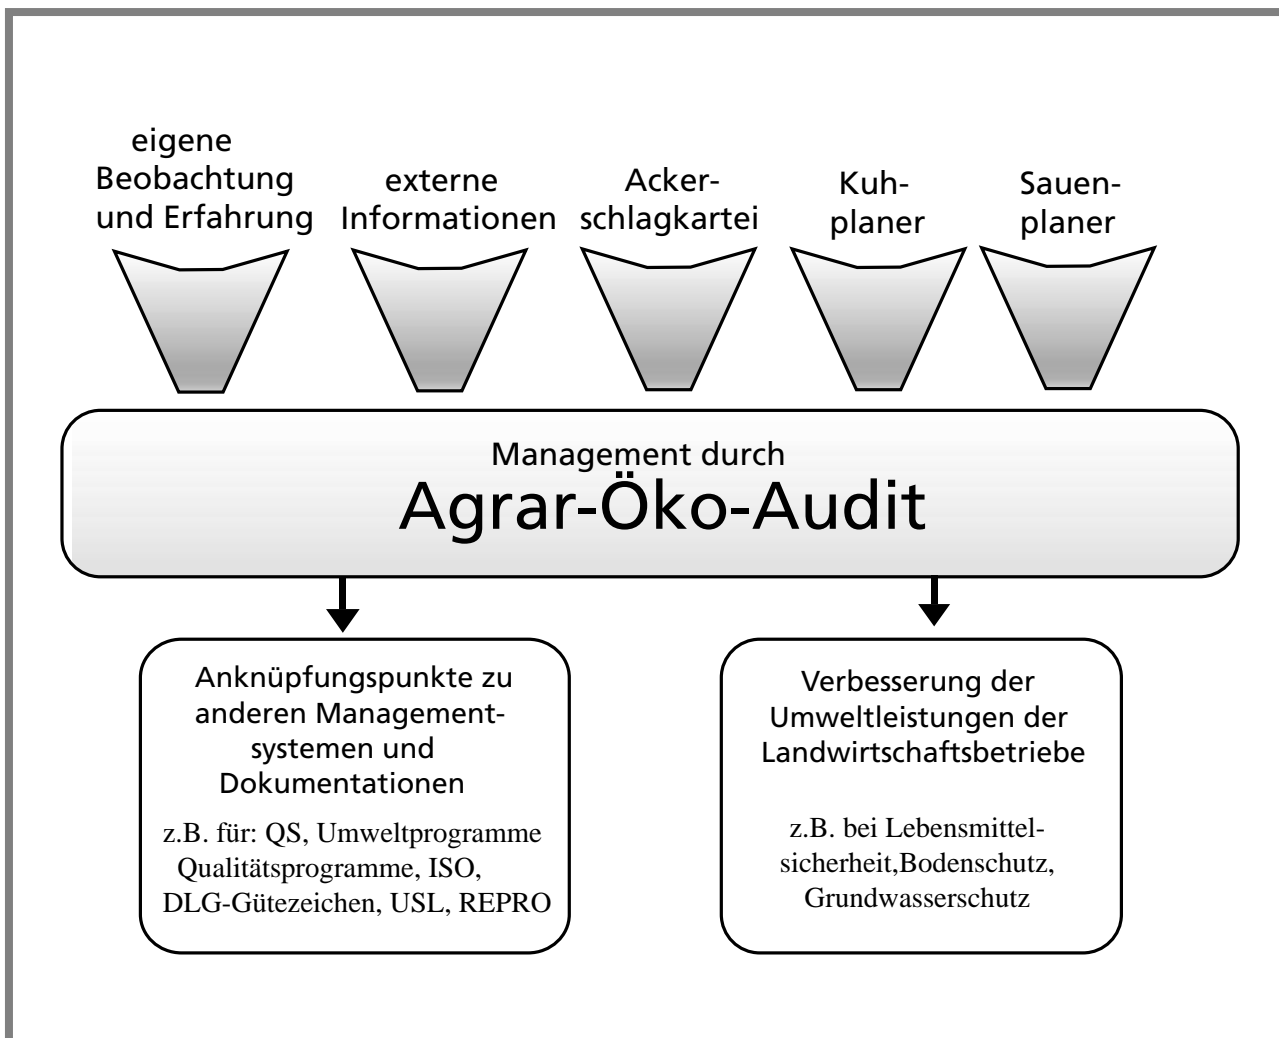 eigene
Beobachtung
und Erfahrung
externe
Informationen
Acker-
schlagkartei
Kuh-
planer
Sauen-
planer
Management durch
Agrar-Öko-Audit
Anknüpfungspunkte zu
anderen Management-
systemen und
Dokumentationen
z.B. für: QS, Umweltprogramme
Qualitätsprogramme, ISO,
DLG-Gütezeichen, USL, REPRO
Verbesserung der
Umweltleistungen der
Landwirtschaftsbetriebe
z.B. bei Lebensmittel-
sicherheit,Bodenschutz,
Grundwasserschutz